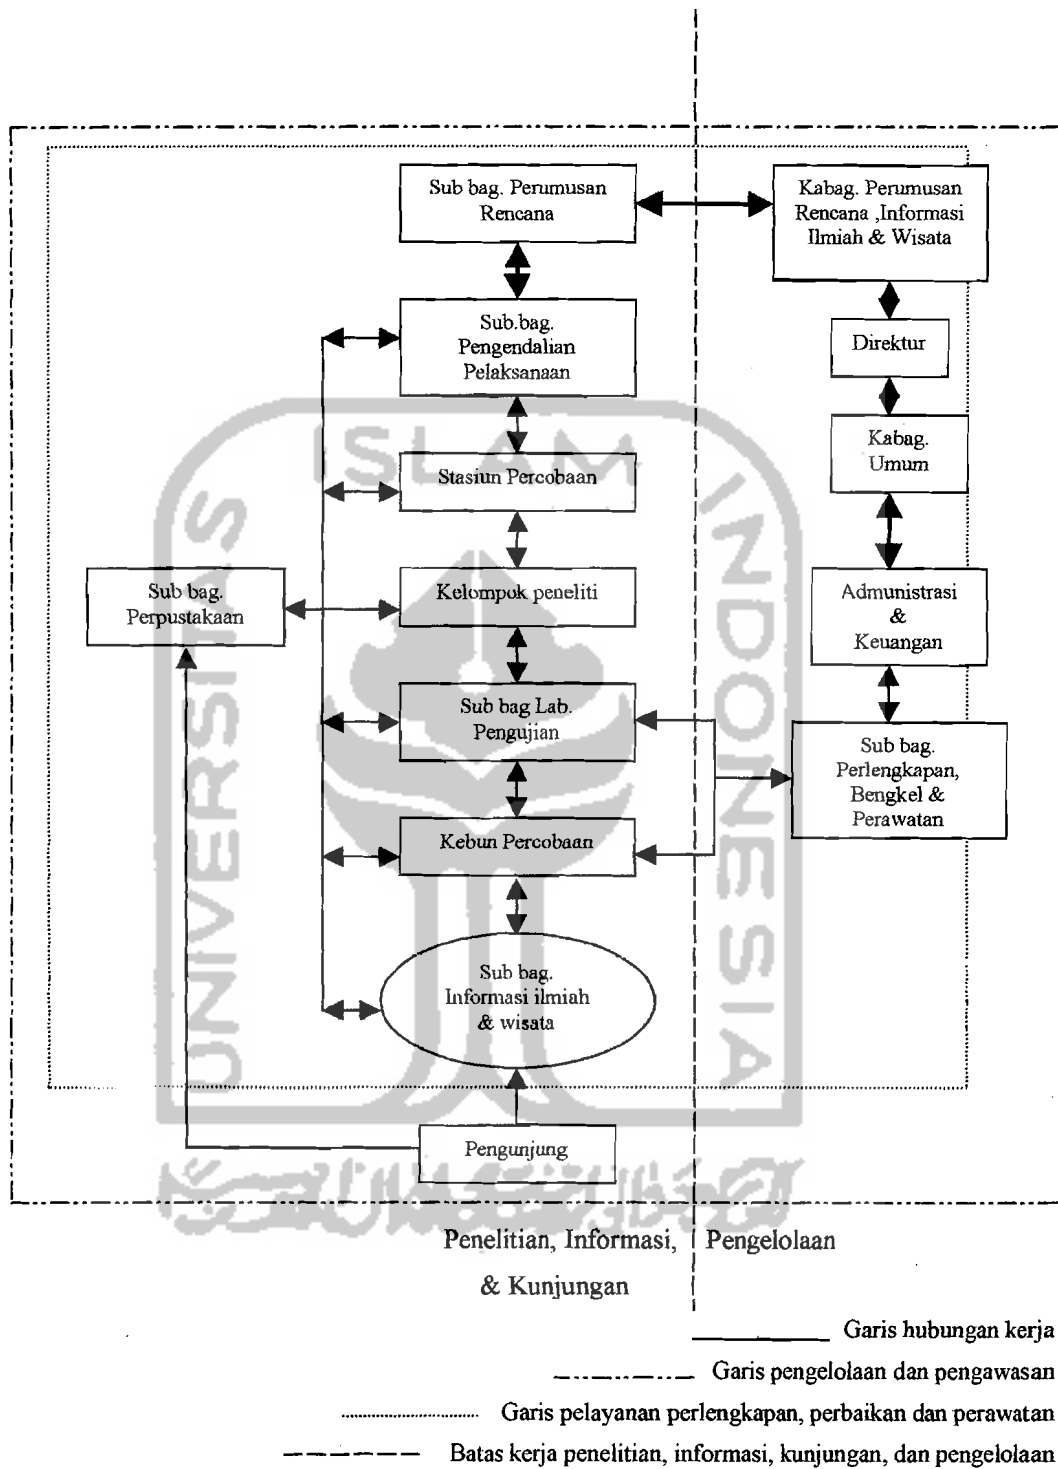 Sub bag. Perumusan
Rencana
Kabag. Perumusan
Rencana ,Informasi
Ilmiah & Wisata
Sub.bag.
Pengendalian
Pelaksanaan
Direktur
Kabag.
Umum
Stasiun Percobaan
Sub bag.
Perpustakaan
Kelompok peneliti
Admunistrasi
&
Keuangan
Sub bag Lab.
Pengujian
Sub bag.
Perlengkapan,
Bengkel &
Perawatan
Kebun Percobaan
Sub bag.
Informasi ilmiah
& wisata
Pengunjung
UNIVERSITAS
ISLAM
INDONESIA
Penelitian, Informasi,
& Kunjungan
Pengelolaan
Garis hubungan kerja
Garis pengelolaan dan pengawasan
Garis pelayanan perlengkapan, perbaikan dan perawatan
Batas kerja penelitian, informasi, kunjungan, dan pengelolaan